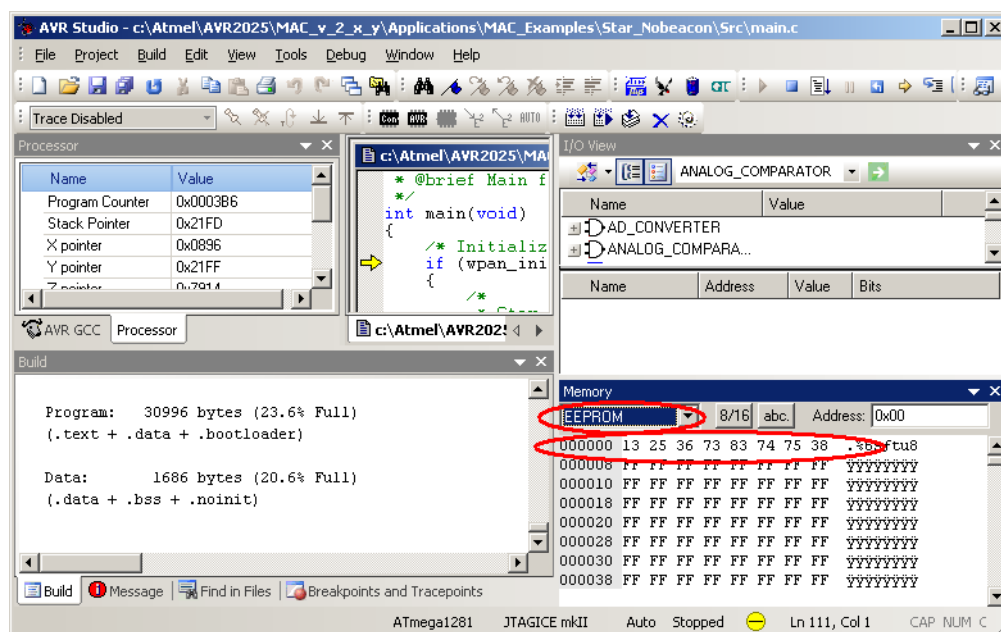 AVR Studio - c:\Atmel\AVR2025\MAC_v_2_x_y\Applications\MAC_Examples\Star_Nobeacon\Src\main.c
File Project Build Edit View Tools Debug Window Help
Trace Disabled
Con AVR AUTO
Processor
Name Value
Program Counter 0x0003B6
Stack Pointer 0x21FD
X pointer 0x0896
Y pointer 0x21FF
Z pointer 0x7914
AVR GCC Processor
c:\Atmel\AVR2025\MA
* @brief Main f
*/
int main(void)
{
/* Initializ
if (wpan_ini
{
/*
c:\Atmel\AVR202
I/O View
ANALOG_COMPARATOR
Name Value
AD_CONVERTER
ANALOG_COMPARA...
Name Address Value Bits
Build
Program: 30996 bytes (23.6% Full)
(.text + .data + .bootloader)
Data: 1686 bytes (20.6% Full)
(.data + .bss + .noinit)
Build Message Find in Files Breakpoints and Tracepoints
Memory
EEPROM 8/16 abc. Address: 0x00
000000 13 25 36 73 83 74 75 38
000008 FF FF FF FF FF FF FF FF ÿÿÿÿÿÿÿÿ
000010 FF FF FF FF FF FF FF FF ÿÿÿÿÿÿÿÿ
000018 FF FF FF FF FF FF FF FF ÿÿÿÿÿÿÿÿ
000020 FF FF FF FF FF FF FF FF ÿÿÿÿÿÿÿÿ
000028 FF FF FF FF FF FF FF FF ÿÿÿÿÿÿÿÿ
000030 FF FF FF FF FF FF FF FF ÿÿÿÿÿÿÿÿ
000038 FF FF FF FF FF FF FF FF ÿÿÿÿÿÿÿÿ
ATmega1281 JTAGICE mkII Auto Stopped Ln 111, Col 1 CAP NUM